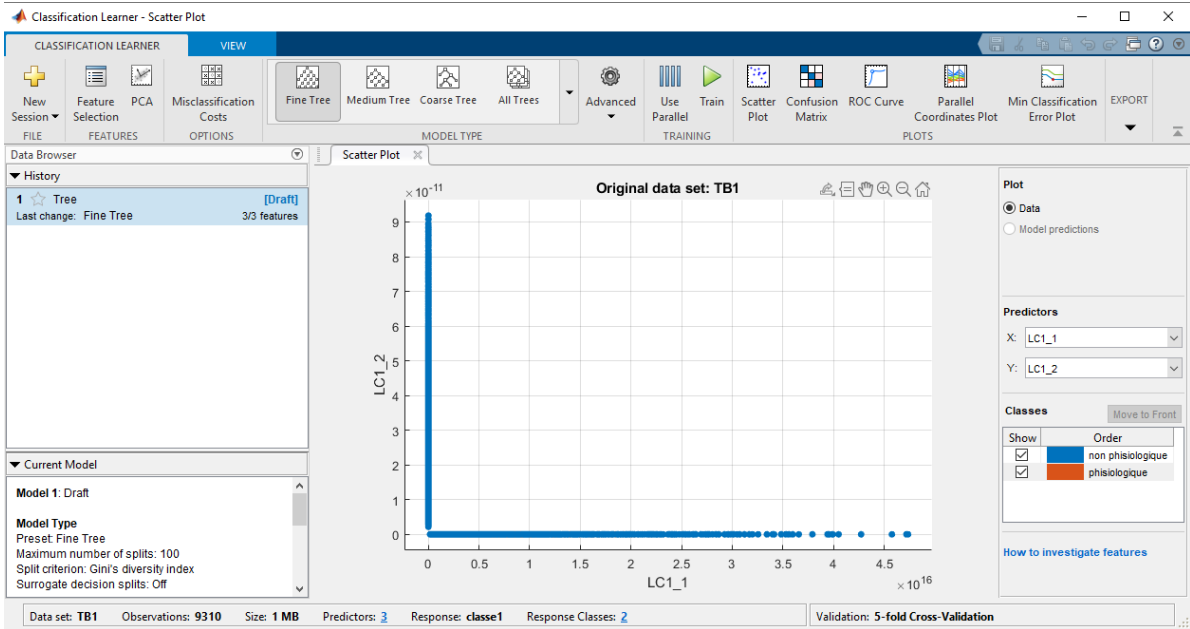 Classification Learner - Scatter Plot
CLASSIFICATION LEARNER
VIEW
New Session
Feature Selection
PCA
Misclassification Costs
Fine Tree
Medium Tree
Coarse Tree
All Trees
Advanced
Use Parallel
Train
Scatter Plot
Confusion Matrix
ROC Curve
Parallel Coordinates Plot
Min Classification Error Plot
EXPORT
FILE
FEATURES
OPTIONS
MODEL TYPE
TRAINING
PLOTS
Data Browser
History
1 Tree [Draft]
Last change: Fine Tree 3/3 features
Current Model
Model 1: Draft
Model Type
Preset: Fine Tree
Maximum number of splits: 100
Split criterion: Gini's diversity index
Surrogate decision splits: Off
Scatter Plot
×10⁻¹¹
Original data set: TB1
9
8
7
6
5
4
3
2
1
0
LC1_2
0 0.5 1 1.5 2 2.5 3 3.5 4 4.5
LC1_1
×10¹⁶
Plot
Data
Model predictions
Predictors
X: LC1_1
Y: LC1_2
Classes
Move to Front
Show Order
non phisiologique
phisiologique
How to investigate features
Data set: TB1 Observations: 9310 Size: 1 MB Predictors: 3 Response: classe1 Response Classes: 2
Validation: 5-fold Cross-Validation